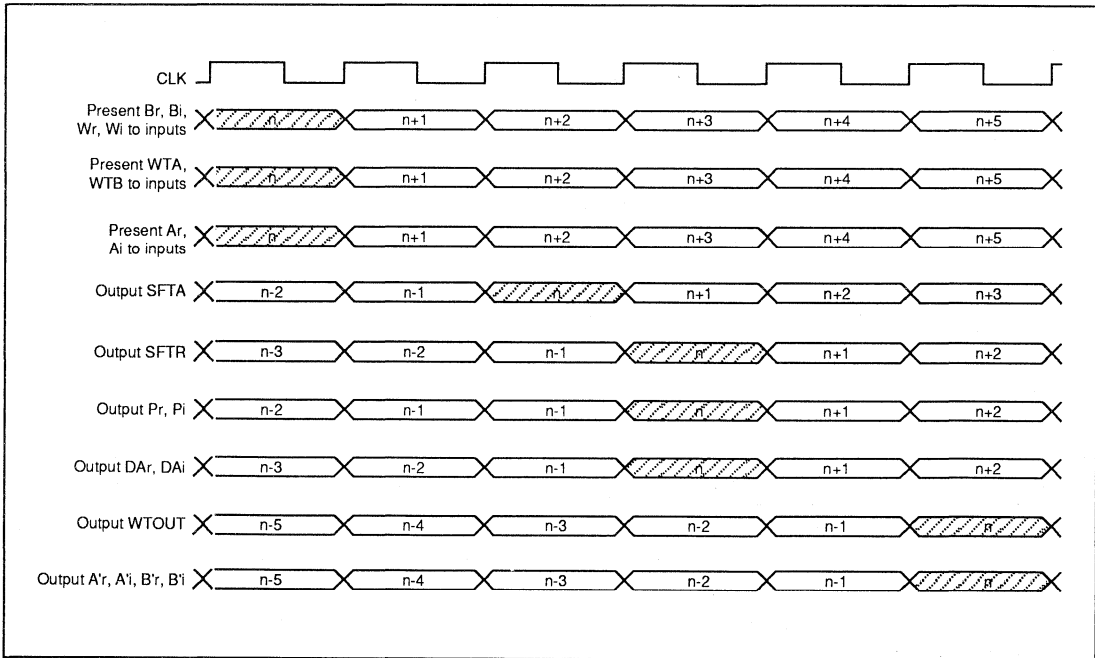 CLK
Present Br, Bi,
Wr, Wi to inputs
n n+1 n+2 n+3 n+4 n+5
Present WTA,
WTB to inputs
n n+1 n+2 n+3 n+4 n+5
Present Ar,
Ai to inputs
n n+1 n+2 n+3 n+4 n+5
Output SFTA n-2 n-1 n n+1 n+2 n+3
Output SFTR n-3 n-2 n-1 n n+1 n+2
Output Pr, Pi n-2 n-1 n-1 n n+1 n+2
Output DAr, DAi n-3 n-2 n-1 n n+1 n+2
Output WTOUT n-5 n-4 n-3 n-2 n-1 n
Output A'r, A'i, B'r, B'i n-5 n-4 n-3 n-2 n-1 n